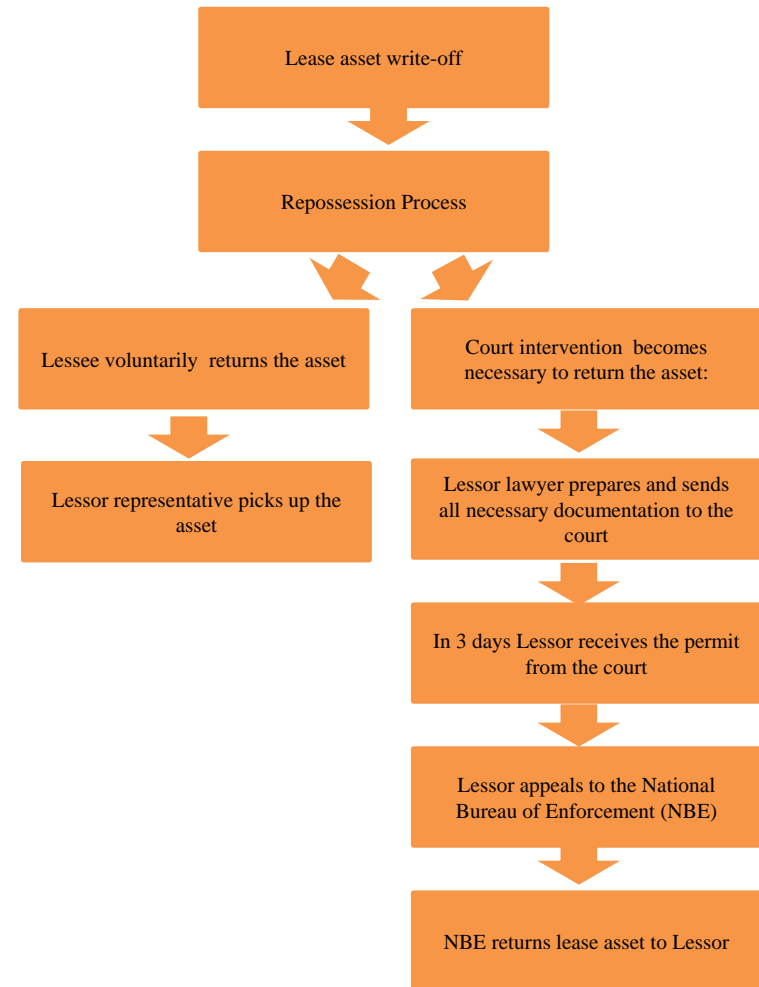 Lease asset write-off
Repossession Process
Lessee voluntarily  returns the asset
Lessor representative picks up the
asset
Court intervention  becomes
necessary to return the asset:
Lessor lawyer prepares and sends
all necessary documentation to the
court
In 3 days Lessor receives the permit
from the court
Lessor appeals to the National
Bureau of Enforcement (NBE)
NBE returns lease asset to Lessor